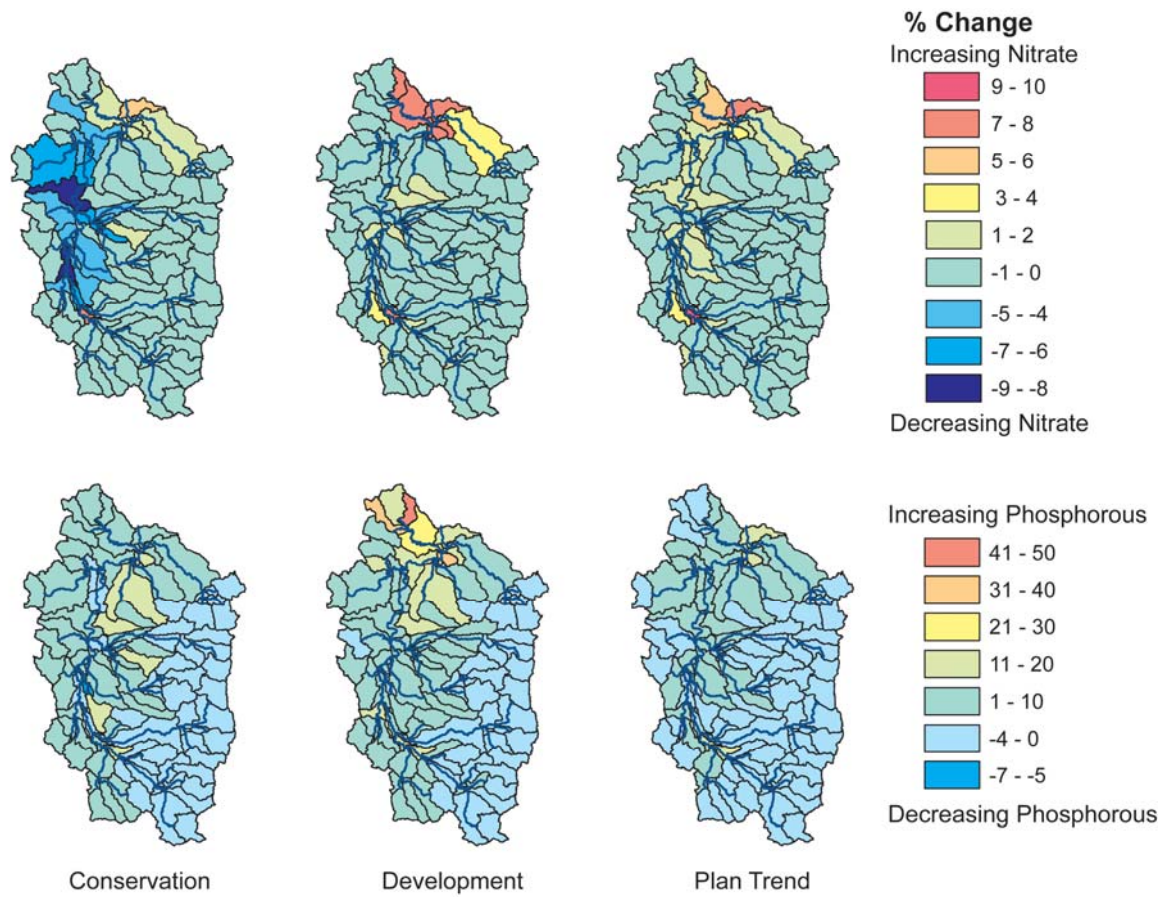 % Change
Increasing Nitrate
9 - 10
7 - 8
5 - 6
3 - 4
1 - 2
-1 - 0
-5 - -4
-7 - -6
-9 - -8
Decreasing Nitrate
Increasing Phosphorous
41 - 50
31 - 40
21 - 30
11 - 20
1 - 10
-4 - 0
-7 - -5
Decreasing Phosphorous
Conservation
Development
Plan Trend